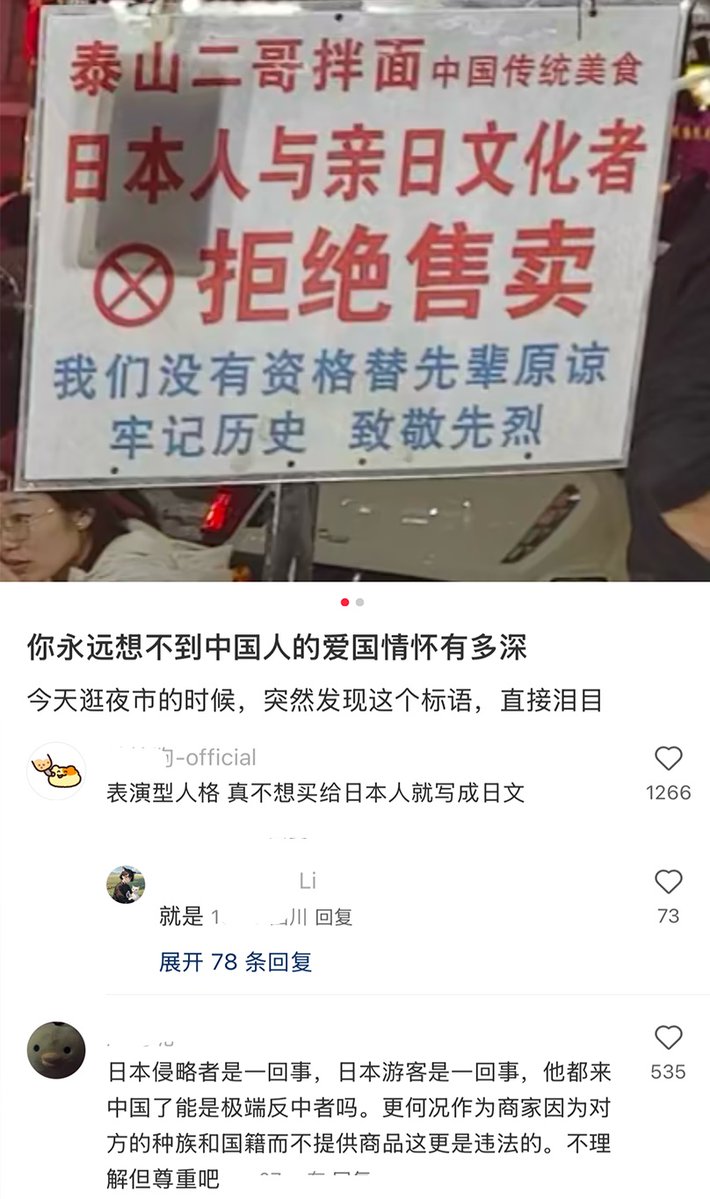 泰山二哥拌面 中国传统美食
日本人与亲日文化者
拒绝售卖
我们没有资格替先辈原谅
牢记历史 致敬先烈
你永远想不到中国人的爱国情怀有多深
今天逛夜市的时候，突然发现这个标语，直接泪目
-official
表演型人格 真不想买给日本人就写成日文
1266
Li
就是 川 回复
73
展开 78 条回复
日本侵略者是一回事，日本游客是一回事，他都来
535
中国了能是极端反中者吗。更何况作为商家因为对
方的种族和国籍而不提供商品这更是违法的。不理
解但尊重吧